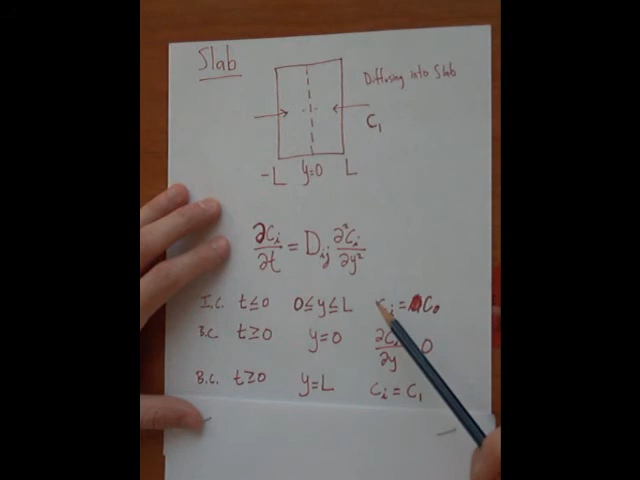 Slab
Diffusing into Slab
C₁
-L y=0 L
∂Cᵢ/∂t = Dᵢⱼ ∂²Cᵢ/∂y²
I.C. t≤0 0≤y≤L Cᵢ = C₀
B.C t≥0 y=0 ∂Cᵢ/∂y 0
B.C. t≥0 y=L Cᵢ = C₁